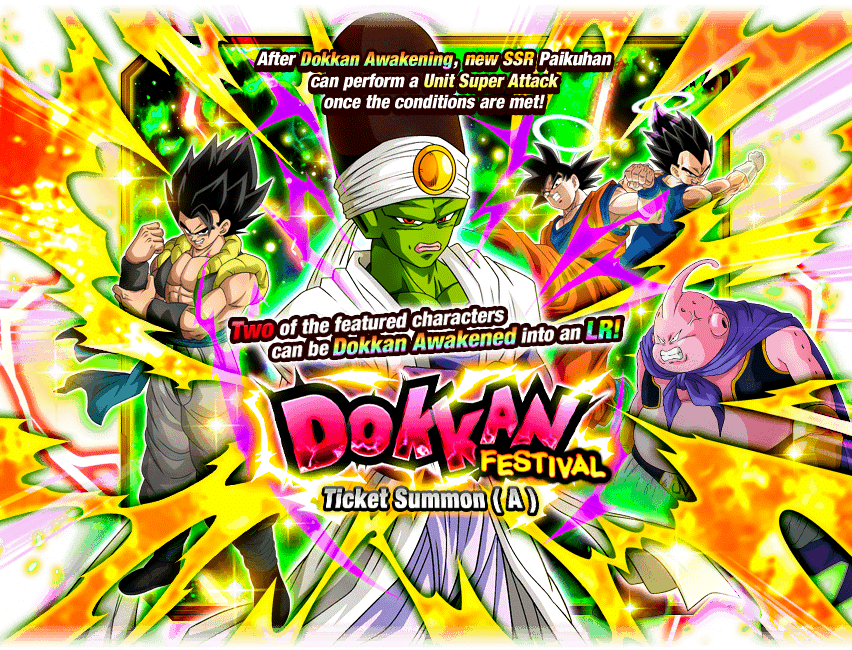 After Dokkan Awakening, new SSR Paikuhan
can perform a Unit Super Attack
once the conditions are met!
Two of the featured characters
can be Dokkan Awakened into an LR!
DOKKAN
FESTIVAL
Ticket Summon ( A )